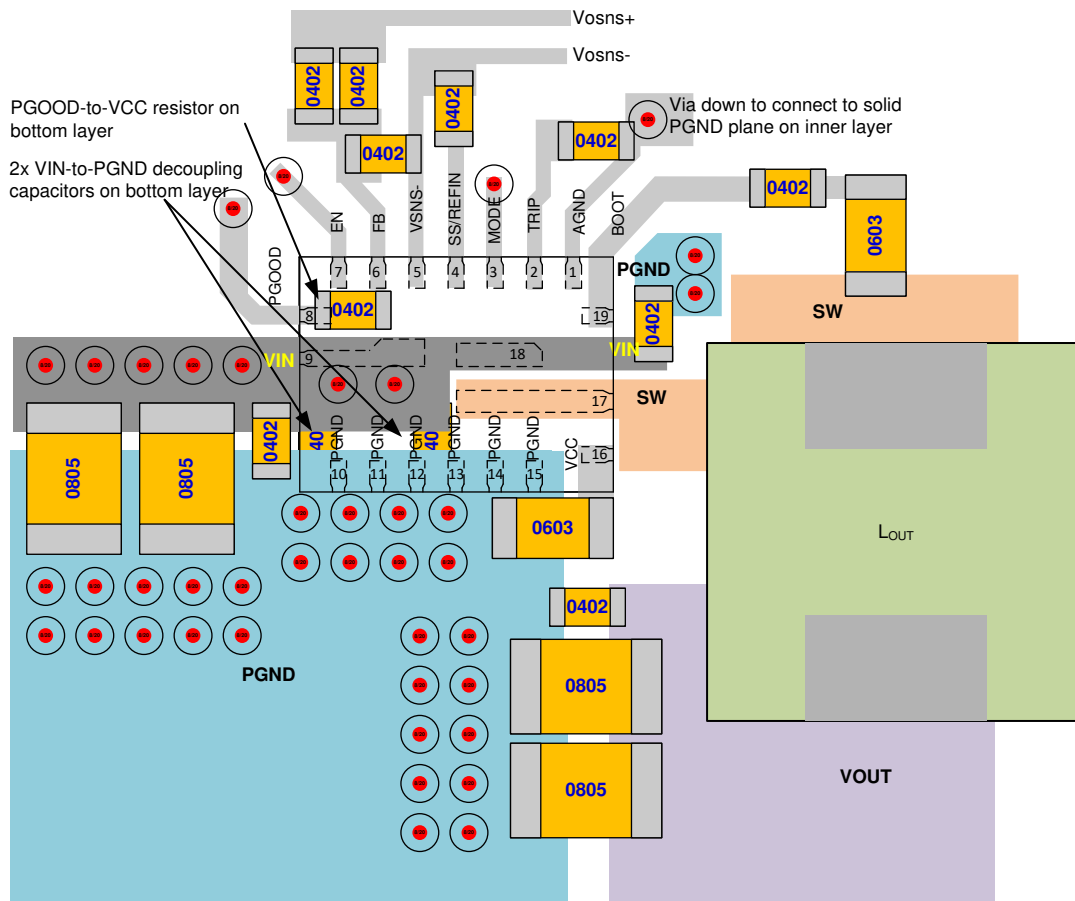 Vosns+
Vosns-
PGOOD-to-VCC resistor on
bottom layer
2x VIN-to-PGND decoupling
capacitors on bottom layer
Via down to connect to solid
PGND plane on inner layer
0402
0402
0402
0402
0402
0402
0603
EN
FB
VSNS-
SS/REFIN
MODE
TRIP
AGND
BOOT
PGOOD
7
6
5
4
3
2
1
PGND
8
0402
19
0402
SW
VIN
9
18
VIN
17
SW
0805
0805
0402
40
40
PGND
PGND
PGND
PGND
PGND
PGND
VCC
16
10
11
12
13
14
15
0603
LOUT
0402
PGND
0805
0805
VOUT